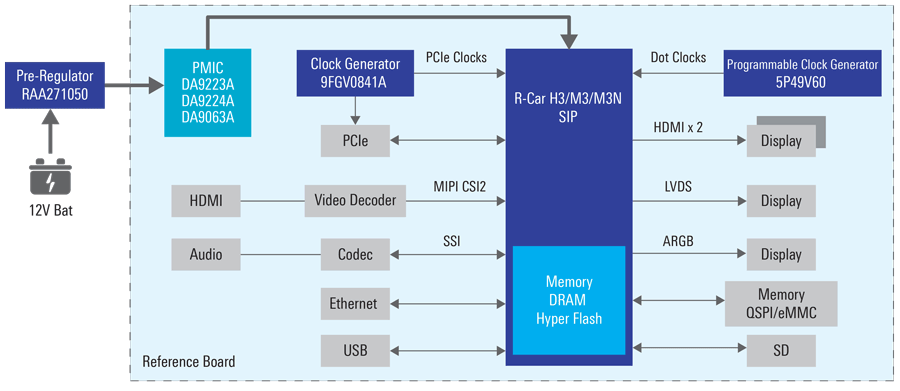 Pre-Regulator
RAA271050
12V Bat
PMIC
DA9223A
DA9224A
DA9063A
Clock Generator
9FGV0841A
PCIe Clocks
PCIe
HDMI
Video Decoder
MIPI CSI2
Audio
Codec
SSI
Ethernet
USB
R-Car H3/M3/M3N
SIP
Memory
DRAM
Hyper Flash
Dot Clocks
Programmable Clock Generator
5P49V60
HDMI x 2
Display
LVDS
Display
ARGB
Display
Memory
QSPI/eMMC
SD
Reference Board